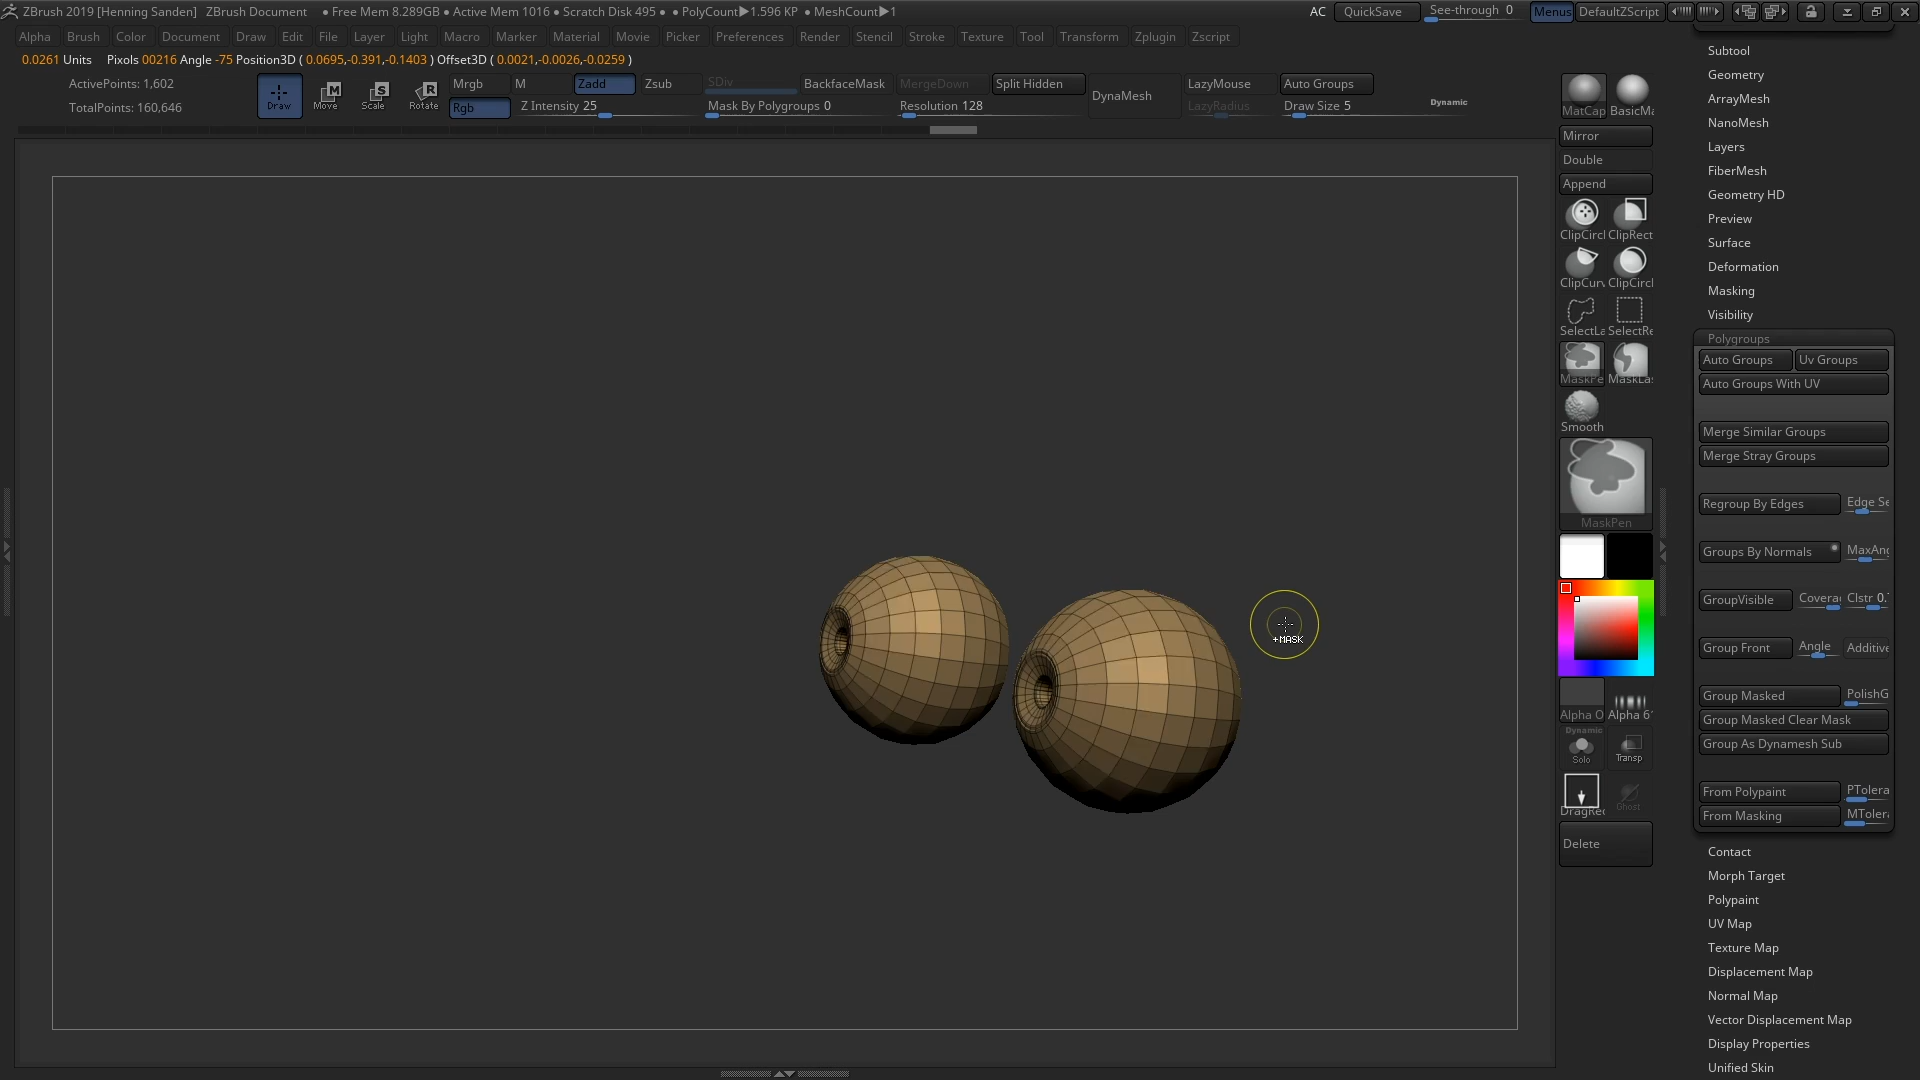 ZBrush 2019 [Henning Sanden] ZBrush Document • Free Mem 8.289GB • Active Mem 1016 • Scratch Disk 495 • • PolyCount▶1.596 KP • MeshCount▶1 AC QuickSave See-through 0 Menus DefaultZScript
Alpha Brush Color Document Draw Edit File Layer Light Macro Marker Material Movie Picker Preferences Render Stencil Stroke Texture Tool Transform Zplugin Zscript
0.0261 Units Pixols 00216 Angle -75 Position3D ( 0.0695,-0.391,-0.1403 ) Offset3D ( 0.0021,-0.0026,-0.0259 )
ActivePoints: 1,602
TotalPoints: 160,646
Draw
Move
Scale
Rotate
Mrgb M Zadd Zsub SDiv BackfaceMask MergeDown Split Hidden DynaMesh LazyMouse Auto Groups
Rgb Z Intensity 25 Mask By Polygroups 0 Resolution 128 LazyRadius Draw Size 5 Dynamic
MatCap BasicMa
Mirror
Double
Append
ClipCircl ClipRect
ClipCurv ClipCircl
SelectLa SelectRe
MaskPe MaskLas
Smooth
MaskPen
Alpha O Alpha 6
Dynamic
Solo Transp
DragRec Ghost
Delete
+MASK
Subtool
Geometry
ArrayMesh
NanoMesh
Layers
FiberMesh
Geometry HD
Preview
Surface
Deformation
Masking
Visibility
Polygroups
Auto Groups Uv Groups
Auto Groups With UV
Merge Similar Groups
Merge Stray Groups
Regroup By Edges Edge Se
Groups By Normals MaxAng
GroupVisible Covera Clstr 0.
Group Front Angle Additive
Group Masked PolishG
Group Masked Clear Mask
Group As Dynamesh Sub
From Polypaint PTolera
From Masking MToler
Contact
Morph Target
Polypaint
UV Map
Texture Map
Displacement Map
Normal Map
Vector Displacement Map
Display Properties
Unified Skin